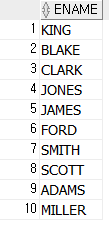 ENAME
1 KING
2 BLAKE
3 CLARK
4 JONES
5 JAMES
6 FORD
7 SMITH
8 SCOTT
9 ADAMS
10 MILLER